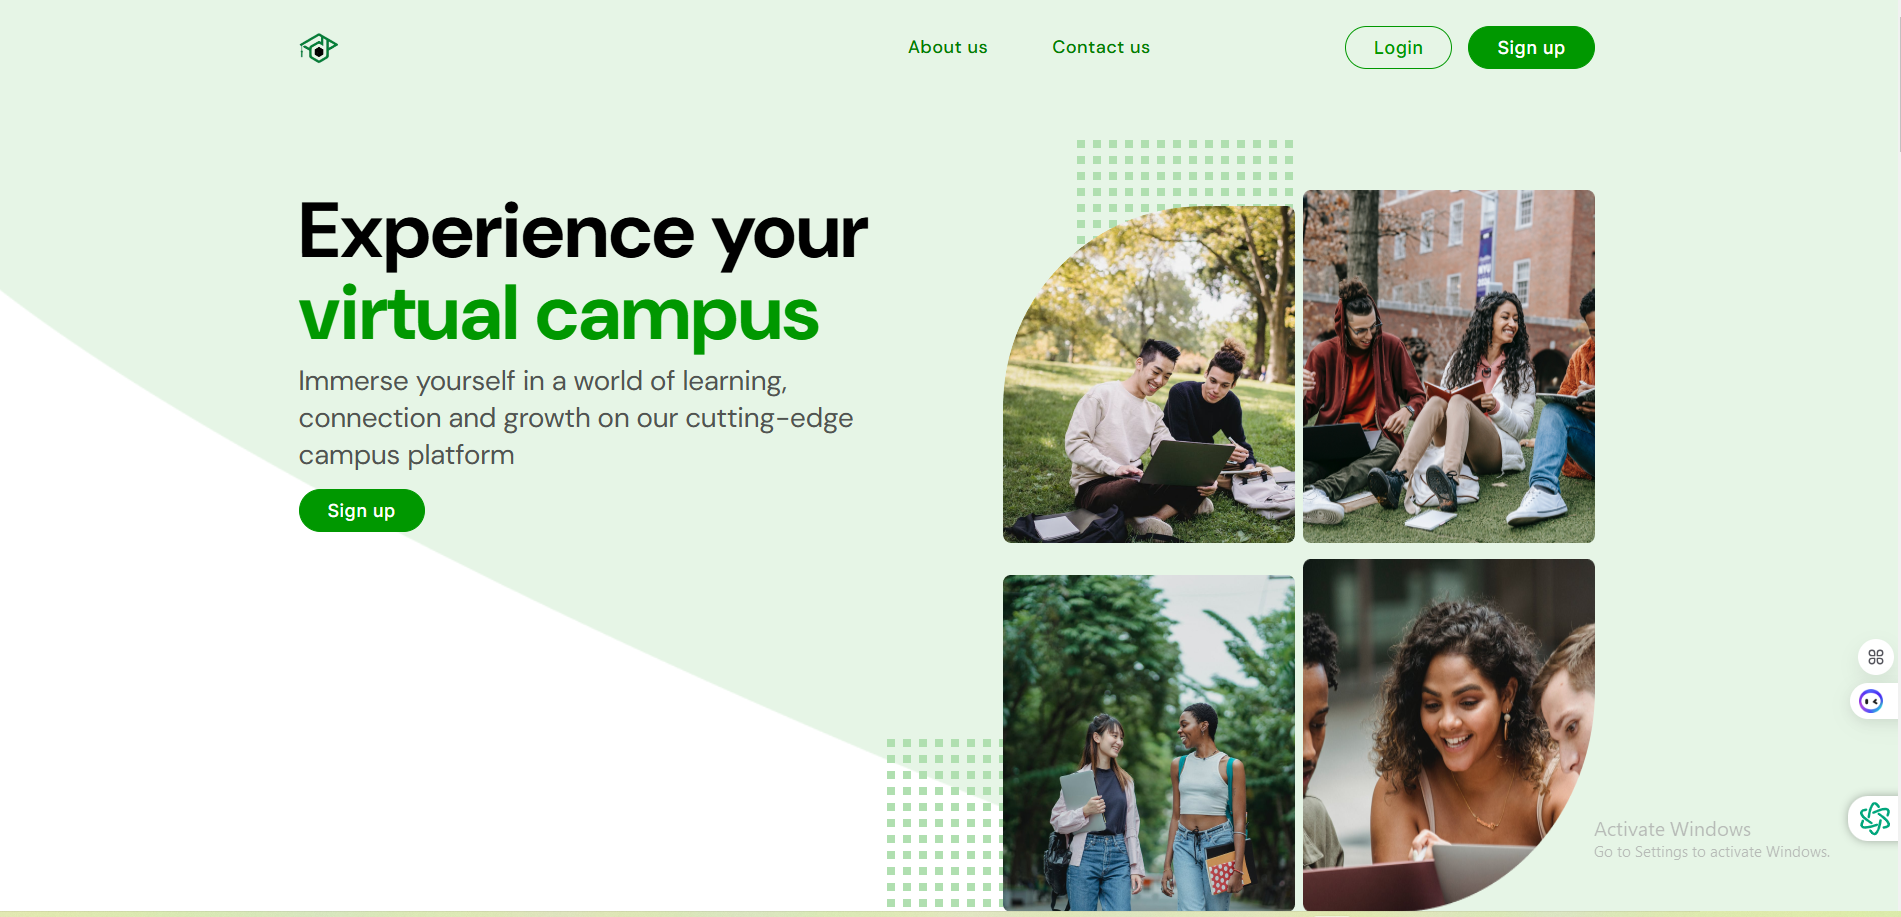 About us
Contact us
Login
Sign up
Experience your
virtual campus
Immerse yourself in a world of learning,
connection and growth on our cutting-edge
campus platform
Sign up
NYU
Activate Windows
Go to Settings to activate Windows.